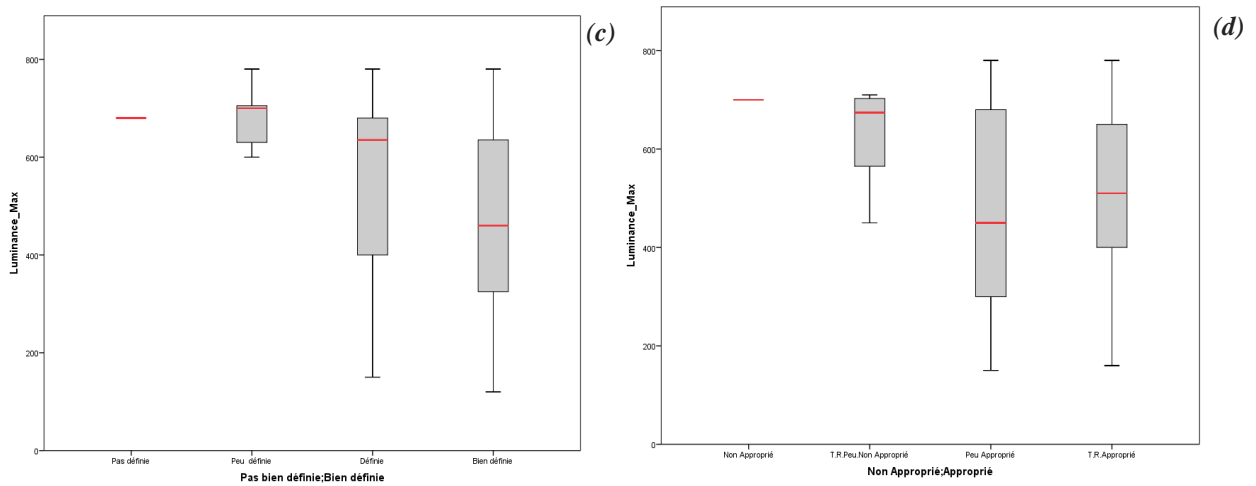 (c)
Luminance_Max
800
600
400
200
0
Pas définie Peu définie Définie Bien définie
Pas bien définie;Bien définie
(d)
Luminance_Max
800
600
400
200
0
Non Approprié T.R.Peu.Non Approprié Peu Approprié T.R.Approprié
Non Approprié;Approprié